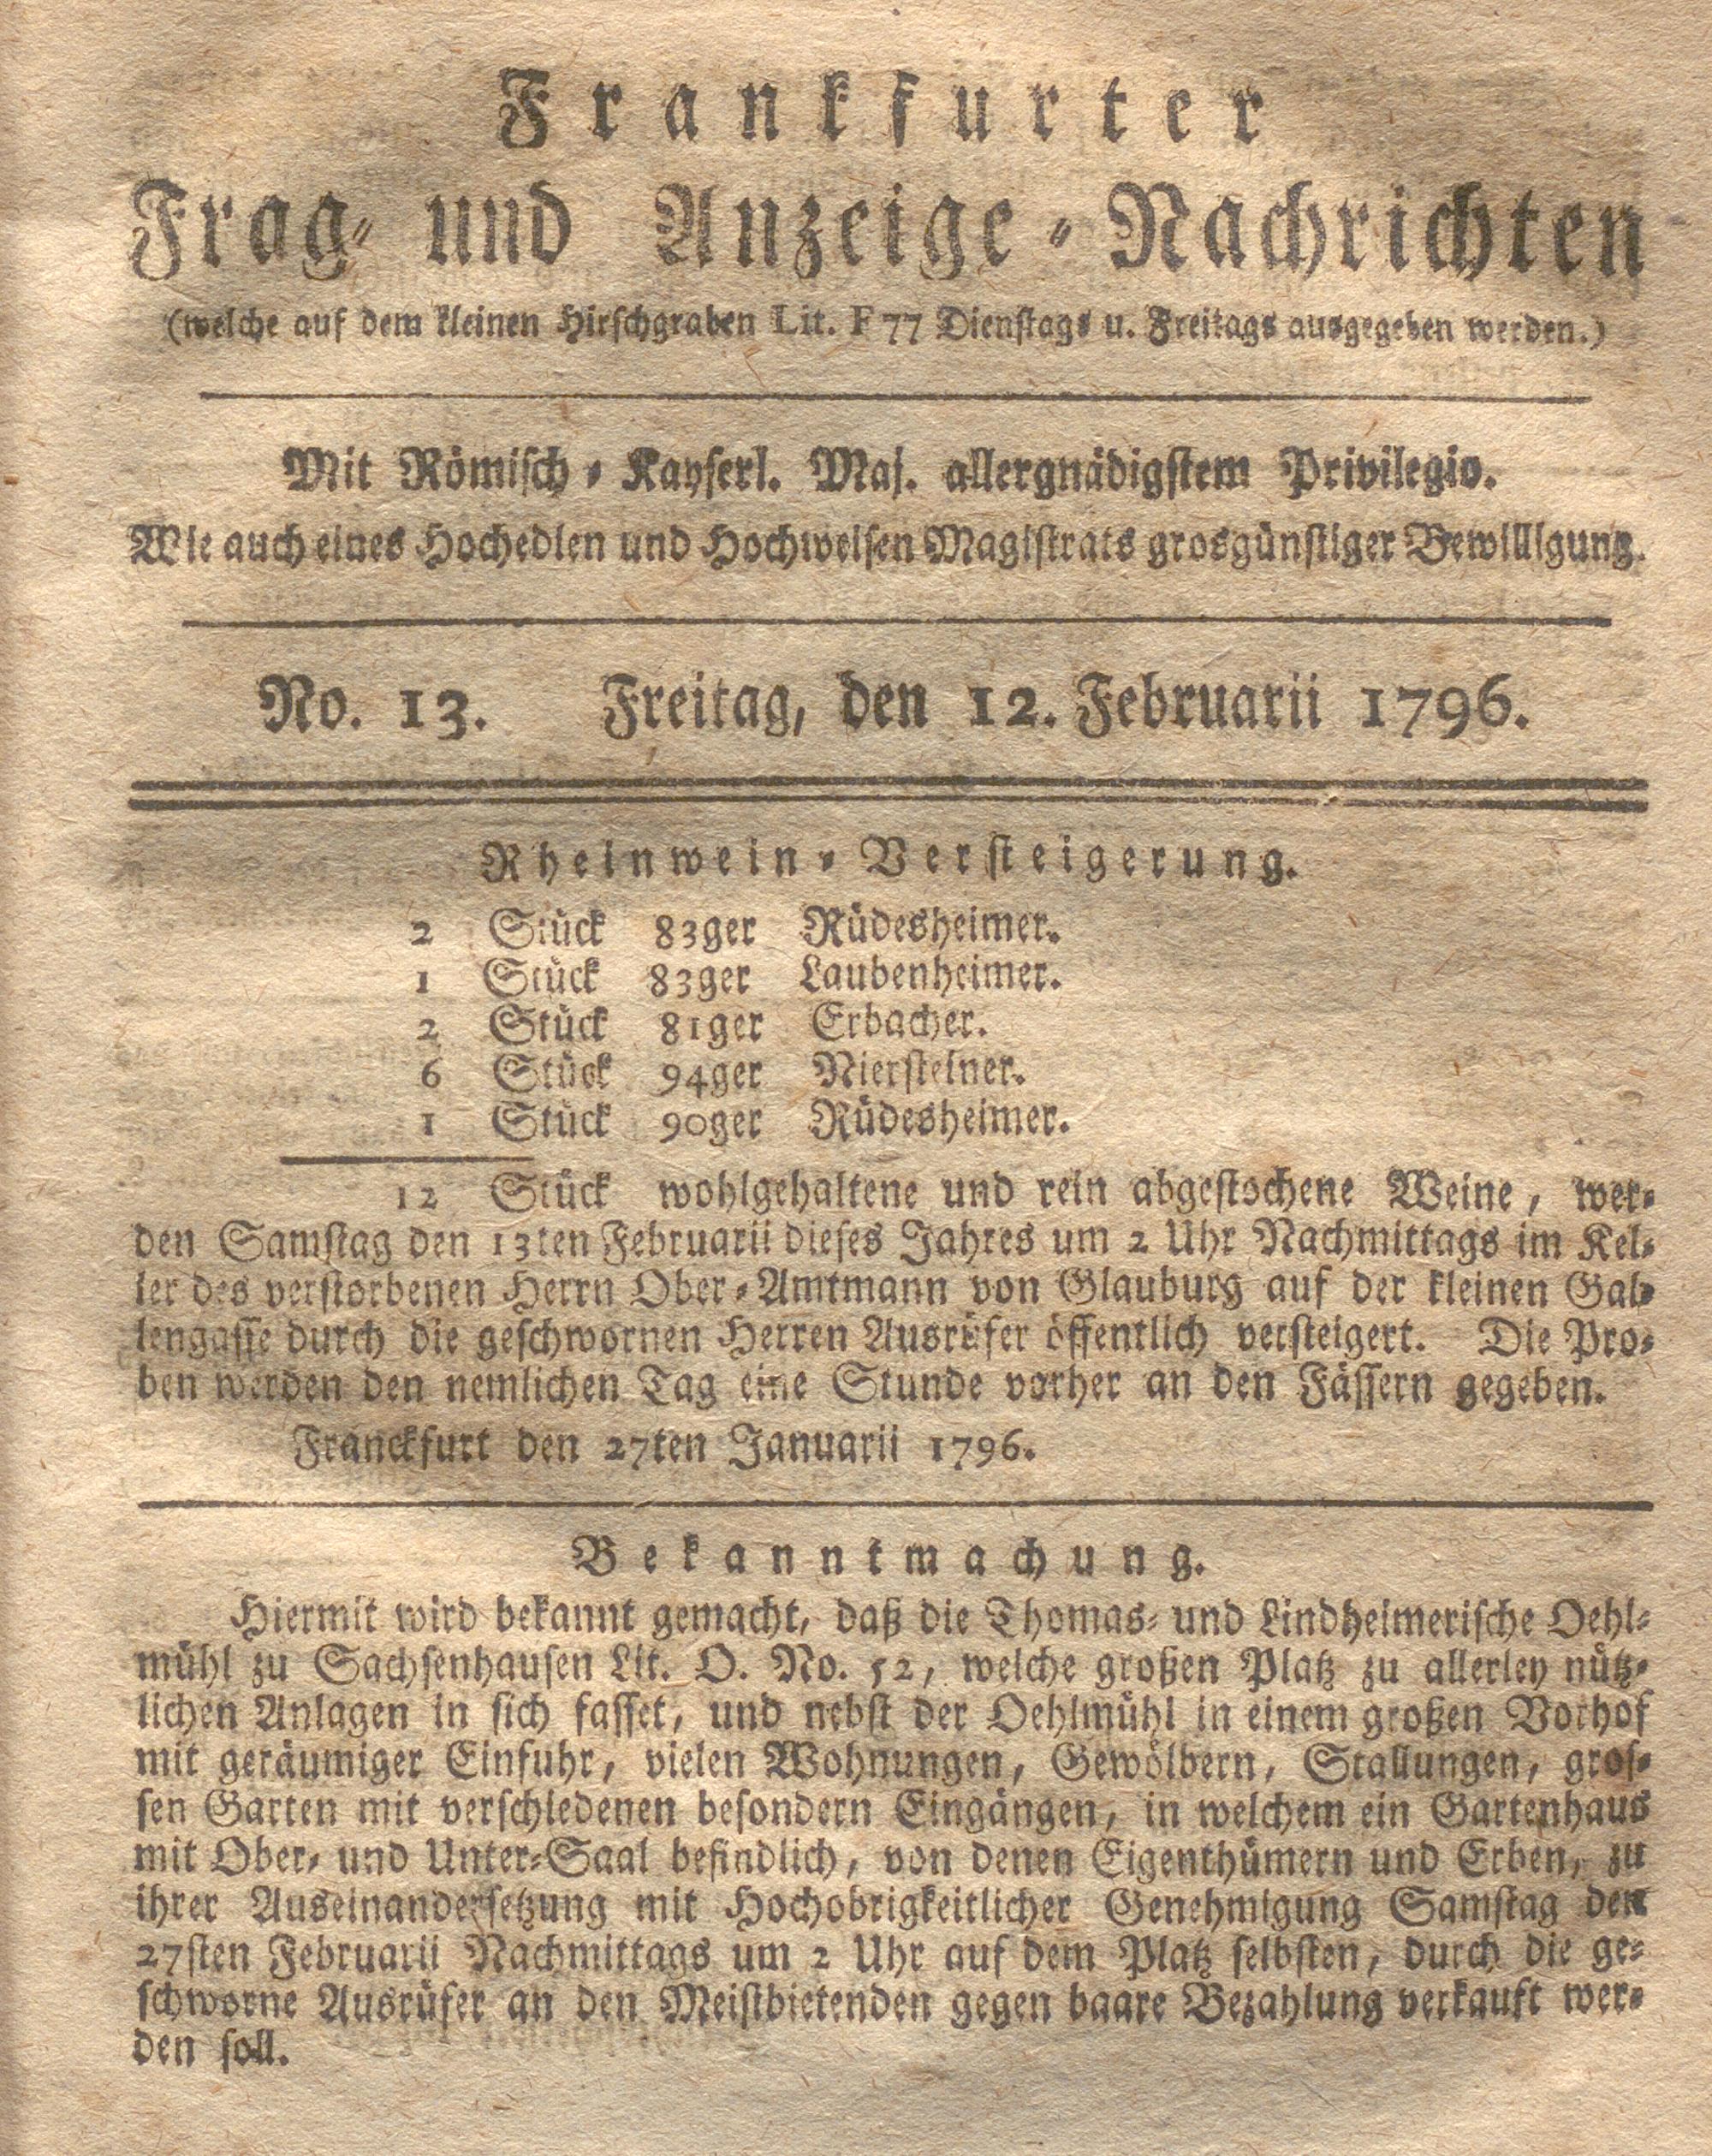 Frankfurter
Frag- und Anzeige-Nachrichten
(welche auf dem kleinen Hirschgraben Lit. F 77 Dienstags u. Freitags ausgegeben werden.)
Mit Römisch-Kayserl. Maj. allergnädigstem Privilegio.
Wie auch eines Hochedlen und Hochweisen Magistrats grosgünstiger Bewilligung.
No. 13. Freitag, den 12. Februarii 1796.
Rheinwein-Versteigerung.
2 Stück 83ger Rüdesheimer.
1 Stück 83ger Laubenheimer.
2 Stück 81ger Erbacher.
6 Stück 94ger Niersteiner.
1 Stück 90ger Rüdesheimer.
12 Stück wohlgehaltene und rein abgestochene Weine, wer-
den Samstag den 13ten Februarii dieses Jahres um 2 Uhr Nachmittags im Kel-
ler des verstorbenen Herrn Ober-Amtmann von Glauburg auf der kleinen Gal-
lengasse durch die geschwornen Herren Ausrüfer öffentlich versteigert. Die Pro-
ben werden den nemlichen Tag eine Stunde vorher an den Fässern gegeben.
Franckfurt den 27ten Januarii 1796.
Bekanntmachung.
Hiermit wird bekannt gemacht, daß die Thomas- und Lindheimerische Oehl-
mühl zu Sachsenhausen Lit. O. No. 52, welche großen Platz zu allerley nütz-
lichen Anlagen in sich fasset, und nebst der Oehlmühl in einem großen Vorhof
mit geräumiger Einfuhr, vielen Wohnungen, Gewölbern, Stallungen, gros-
sen Garten mit verschiedenen besondern Eingängen, in welchem ein Gartenhaus
mit Ober- und Unter-Saal befindlich, von denen Eigenthümern und Erben, zu
ihrer Auseinandersetzung mit Hochobrigkeitlicher Genehmigung Samstag den
27sten Februarii Nachmittags um 2 Uhr auf dem Platz selbsten, durch die ge-
schworne Ausrüfer an den Meistbietenden gegen baare Bezahlung verkauft wer-
den soll.